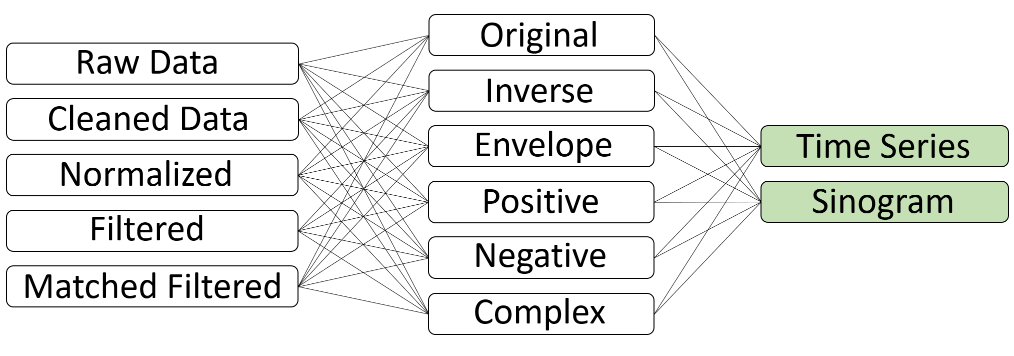 Raw Data
Cleaned Data
Normalized
Filtered
Matched Filtered
Original
Inverse
Envelope
Positive
Negative
Complex
Time Series
Sinogram